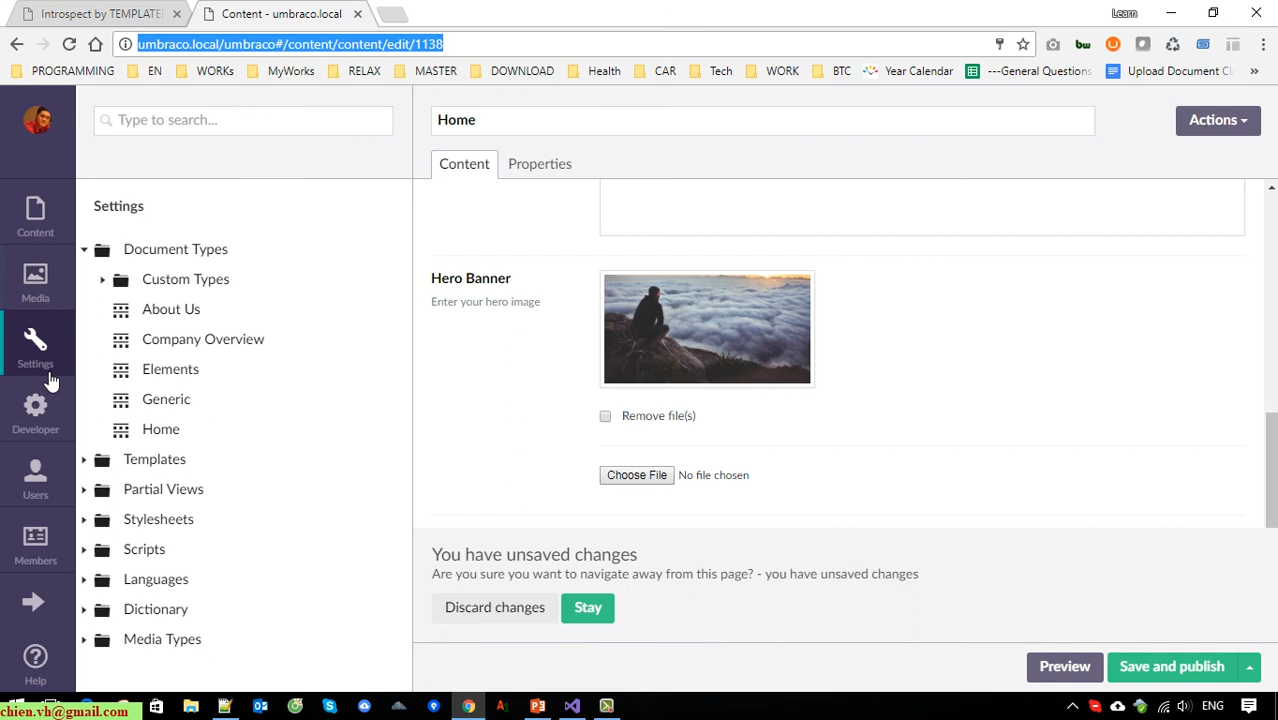 Introspect by TEMPLATED
Content - umbraco.local
Learn
umbraco.local/umbraco#/content/content/edit/1138
PROGRAMMING EN WORKs MyWorks RELAX MASTER DOWNLOAD Health CAR Tech WORK BTC Year Calendar ---General Questions Upload Document
Type to search...
Home
Actions
Content Properties
Settings
Content
Media
Settings
Developer
Users
Members
Help
Document Types
Custom Types
About Us
Company Overview
Elements
Generic
Home
Templates
Partial Views
Stylesheets
Scripts
Languages
Dictionary
Media Types
Hero Banner
Enter your hero image
Remove file(s)
Choose File No file chosen
You have unsaved changes
Are you sure you want to navigate away from this page? - you have unsaved changes
Discard changes Stay
Preview Save and publish
chien.vh@gmail.com
ENG